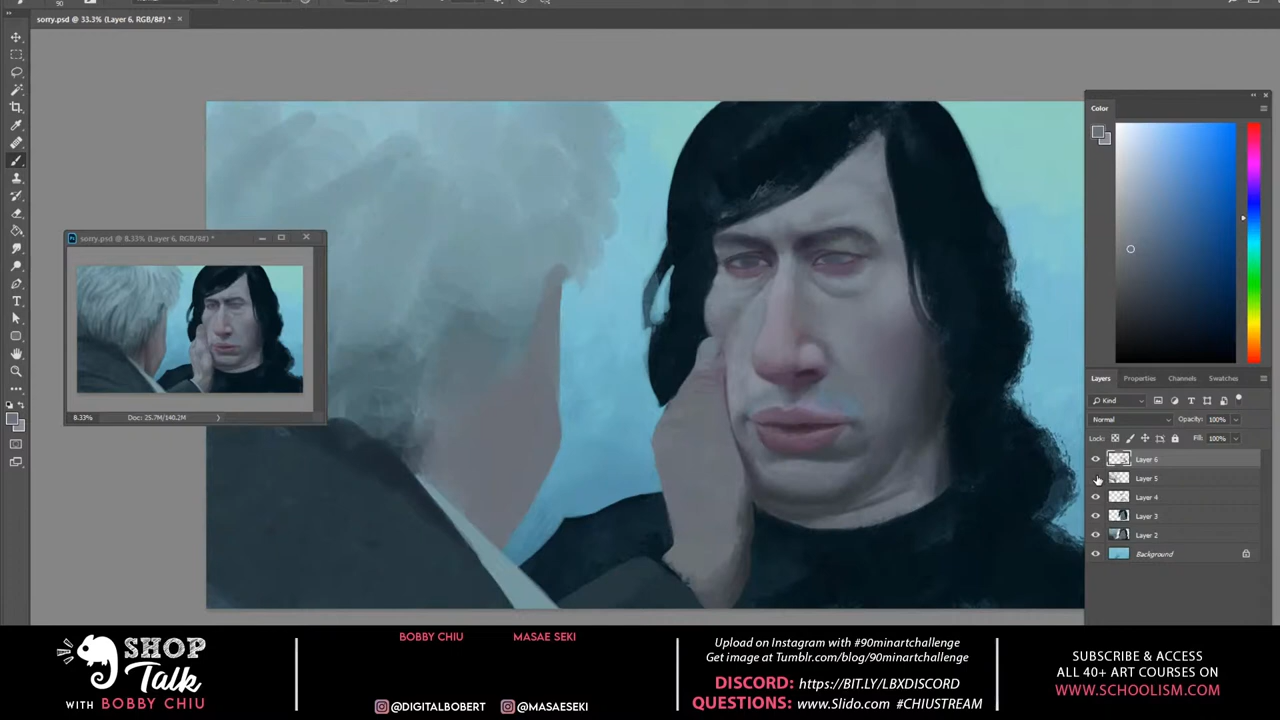 90
sorry.psd @ 33.3% (Layer 6, RGB/8#) * ×
sorry.psd @ 8.33% (Layer 6, RGB/8#) *
8.33% Doc: 25.7M/140.2M
Color
Layers Properties Channels Swatches
Kind
Normal Opacity: 100%
Lock: Fill: 100%
Layer 6
Layer 5
Layer 4
Layer 3
Layer 2
Background
SHOP
Talk
WITH BOBBY CHIU
BOBBY CHIU MASAE SEKI
@DIGITALBOBERT @MASAESEKI
Upload on Instagram with #90minartchallenge
Get image at Tumblr.com/blog/90minartchallenge
DISCORD: https://BIT.LY/LBXDISCORD
QUESTIONS: www.Slido.com #CHIUSTREAM
SUBSCRIBE & ACCESS
ALL 40+ ART COURSES ON
WWW.SCHOOLISM.COM